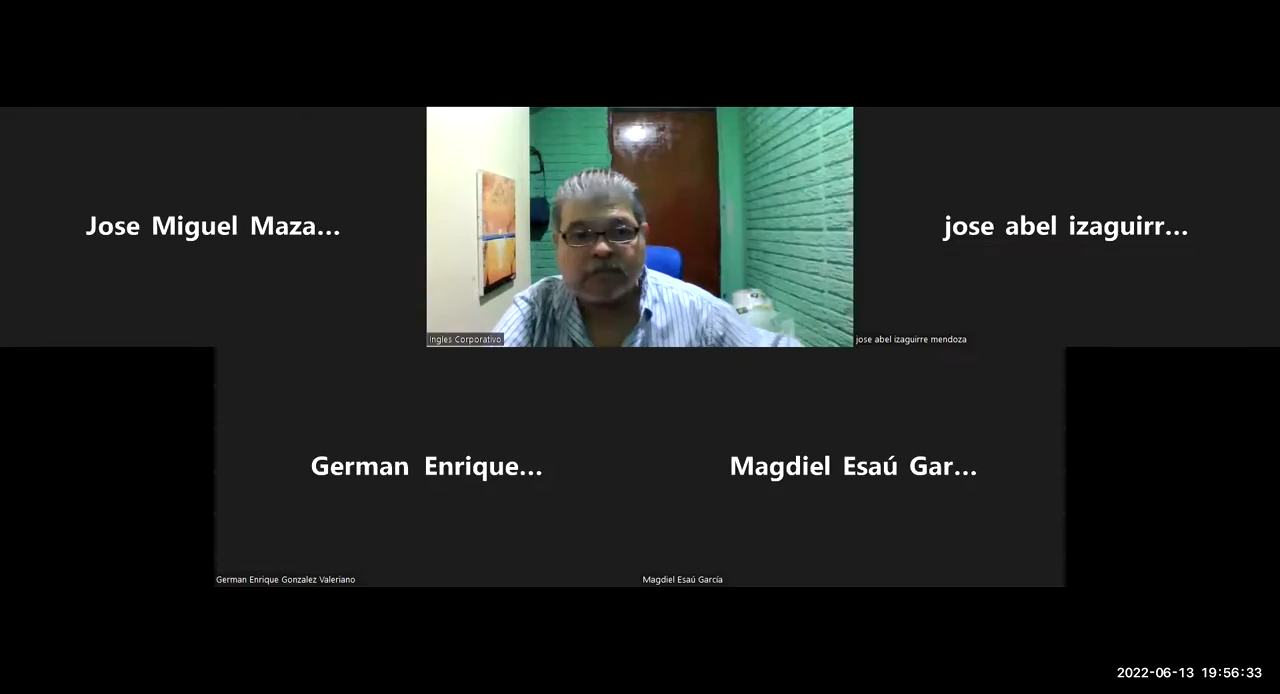 Jose Miguel Maza...
Ingles Corporativo
jose abel izaguirr...
jose abel izaguirre mendoza
German Enrique...
German Enrique Gonzalez Valeriano
Magdiel Esaú Gar...
Magdiel Esaú García
2022-06-13 19:56:33